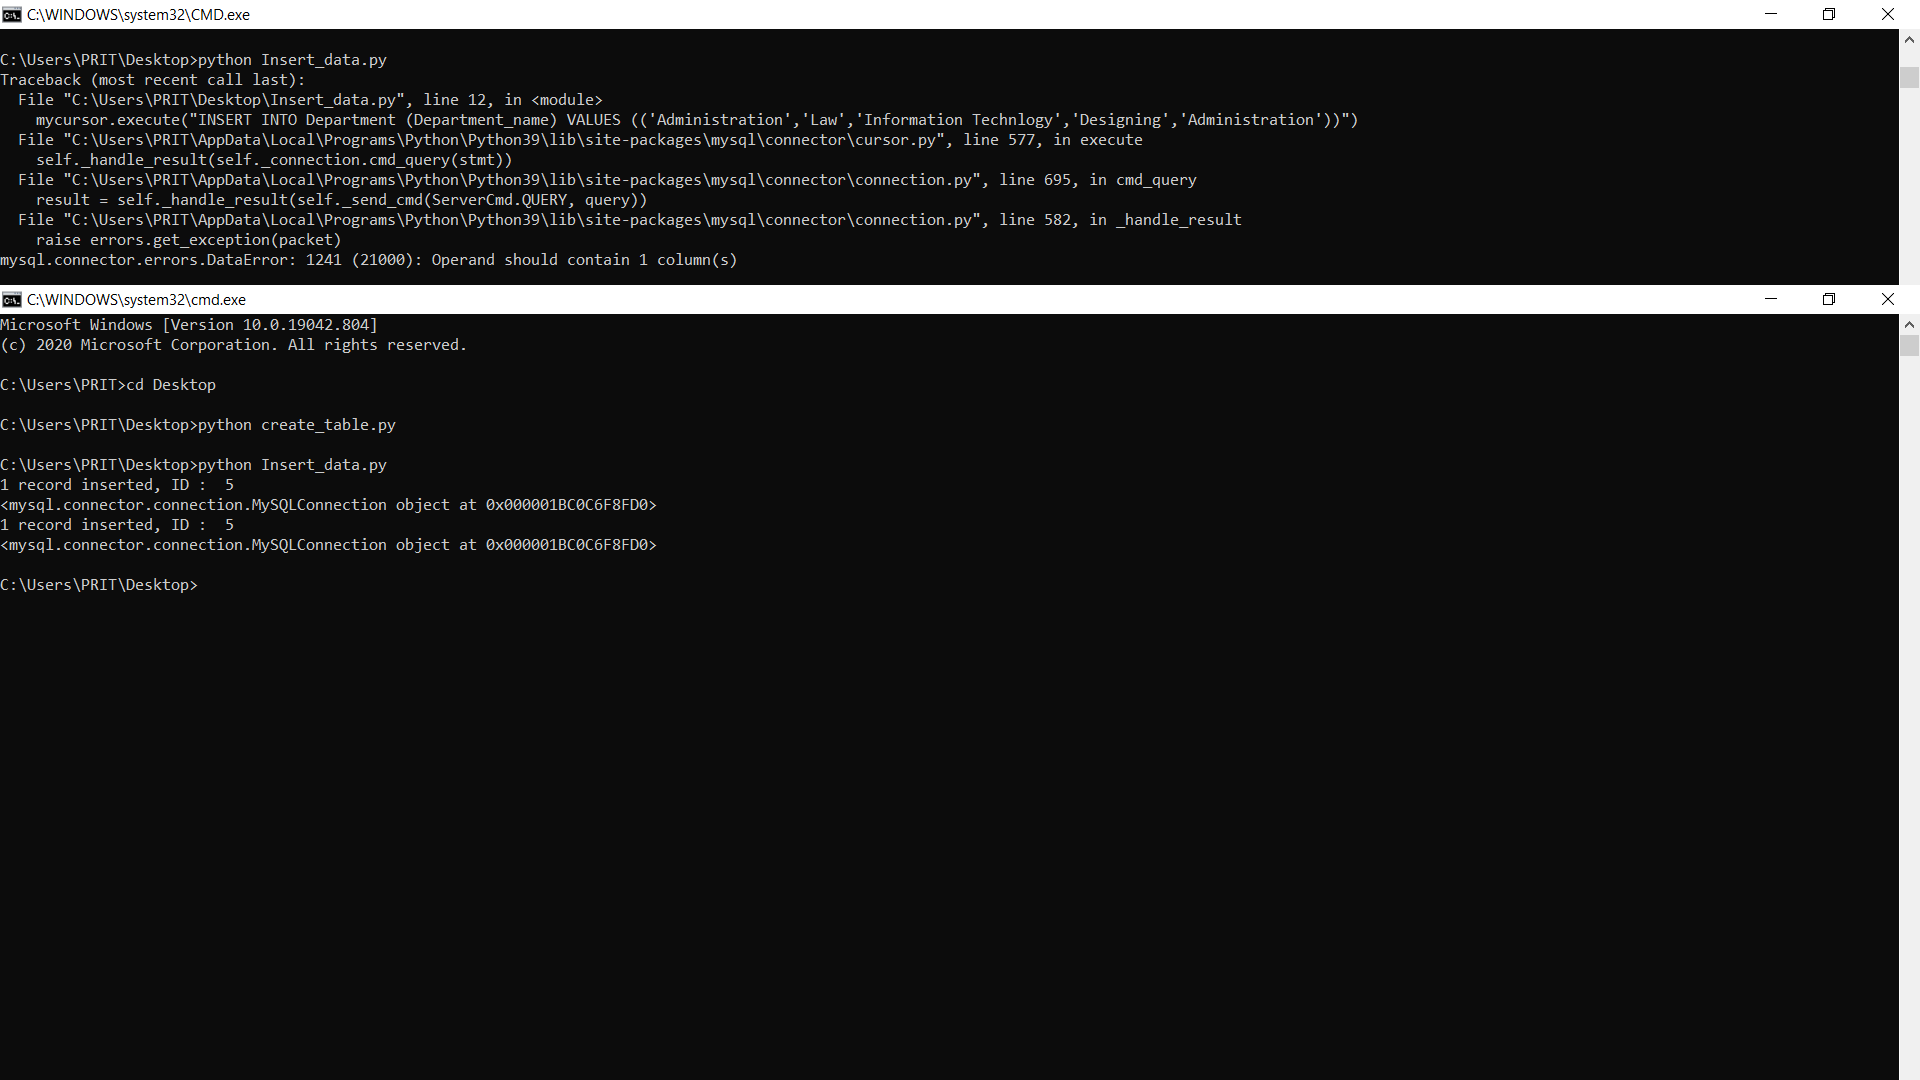 C:\WINDOWS\system32\CMD.exe
C:\Users\PRIT\Desktop>python Insert_data.py
Traceback (most recent call last):
  File "C:\Users\PRIT\Desktop\Insert_data.py", line 12, in <module>
    mycursor.execute("INSERT INTO Department (Department_name) VALUES (('Administration','Law','Information Technlogy','Designing','Administration'))")
  File "C:\Users\PRIT\AppData\Local\Programs\Python\Python39\lib\site-packages\mysql\connector\cursor.py", line 577, in execute
    self._handle_result(self._connection.cmd_query(stmt))
  File "C:\Users\PRIT\AppData\Local\Programs\Python\Python39\lib\site-packages\mysql\connector\connection.py", line 695, in cmd_query
    result = self._handle_result(self._send_cmd(ServerCmd.QUERY, query))
  File "C:\Users\PRIT\AppData\Local\Programs\Python\Python39\lib\site-packages\mysql\connector\connection.py", line 582, in _handle_result
    raise errors.get_exception(packet)
mysql.connector.errors.DataError: 1241 (21000): Operand should contain 1 column(s)
C:\WINDOWS\system32\cmd.exe
Microsoft Windows [Version 10.0.19042.804]
(c) 2020 Microsoft Corporation. All rights reserved.
C:\Users\PRIT>cd Desktop
C:\Users\PRIT\Desktop>python create_table.py
C:\Users\PRIT\Desktop>python Insert_data.py
1 record inserted, ID :  5
<mysql.connector.connection.MySQLConnection object at 0x000001BC0C6F8FD0>
1 record inserted, ID :  5
<mysql.connector.connection.MySQLConnection object at 0x000001BC0C6F8FD0>
C:\Users\PRIT\Desktop>